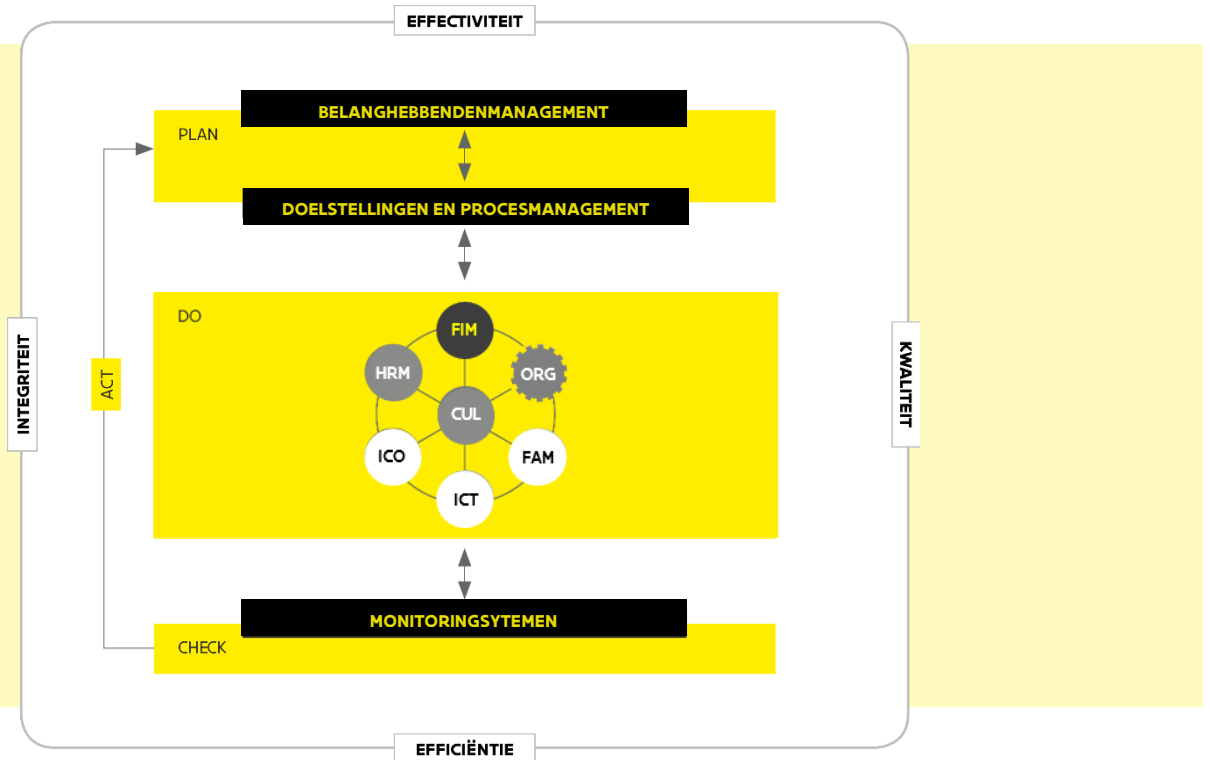 EFFECTIVITEIT
BELANGHEBBENDENMANAGEMENT
PLAN
DOELSTELLINGEN EN PROCESMANAGEMENT
DO
FIM
HRM
ORG
CUL
ICO
FAM
ICT
INTEGRITEIT
ACT
KWALITEIT
MONITORINGSYTEMEN
CHECK
EFFICIËNTIE